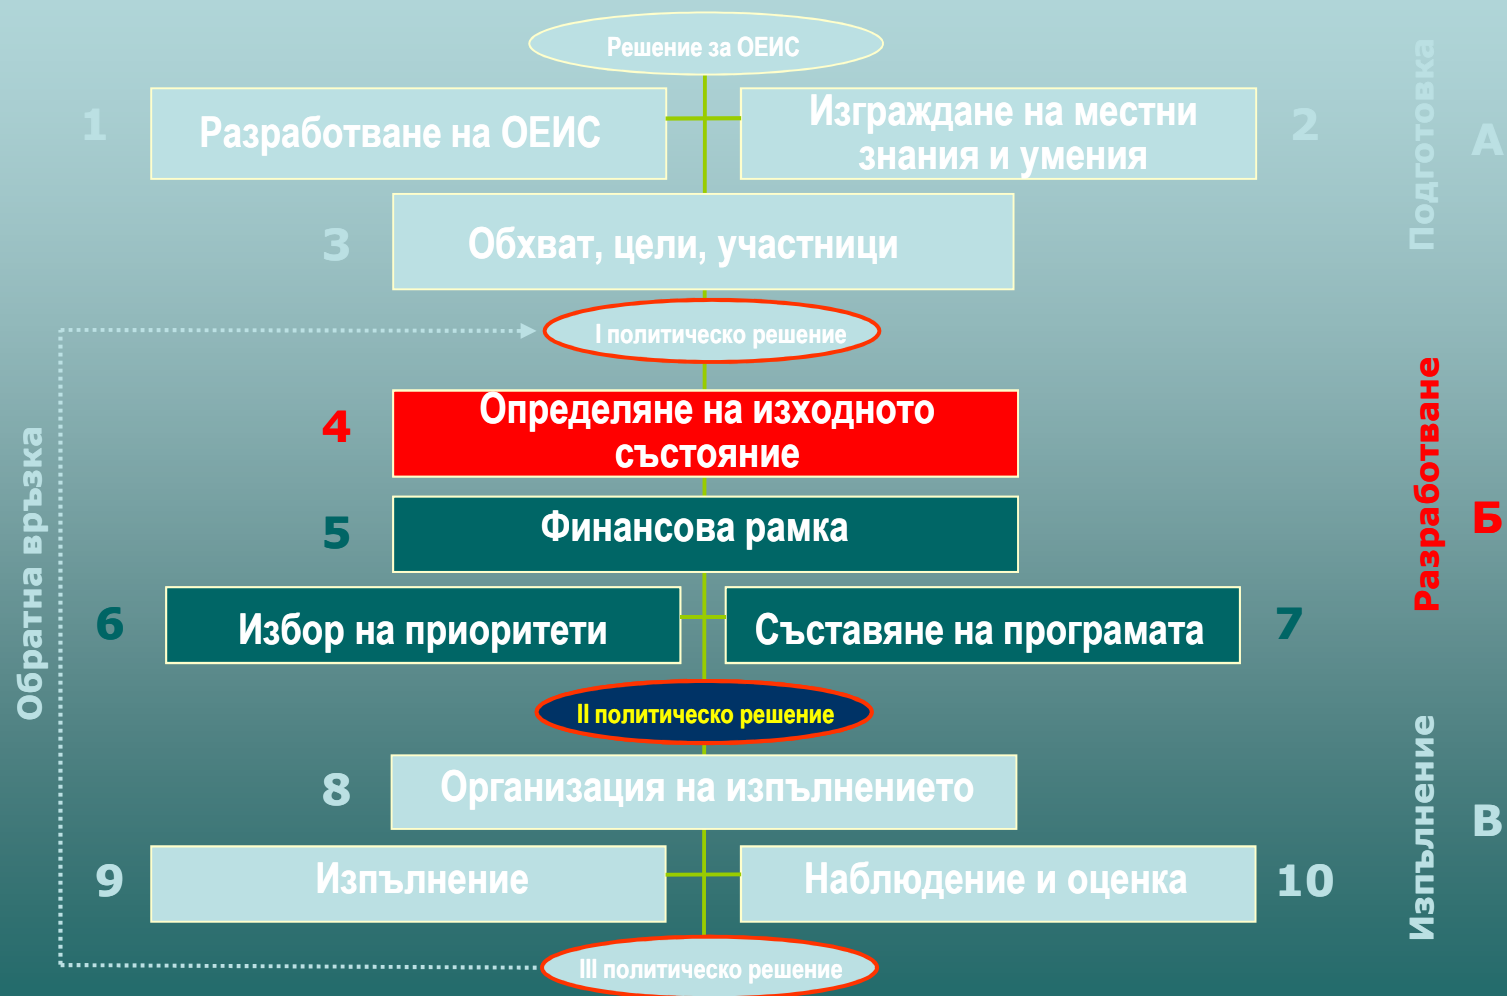 Решение за ОЕИС
1
Разработване на ОЕИС
Изграждане на местни
знания и умения
2
Подготовка
А
3
Обхват, цели, участници
I политическо решение
4
Определяне на изходното
състояние
5
Финансова рамка
Разработване
Б
6
Избор на приоритети
Съставяне на програмата
7
Обратна връзка
II политическо решение
8
Организация на изпълнението
Изпълнение
В
9
Изпълнение
Наблюдение и оценка
10
III политическо решение